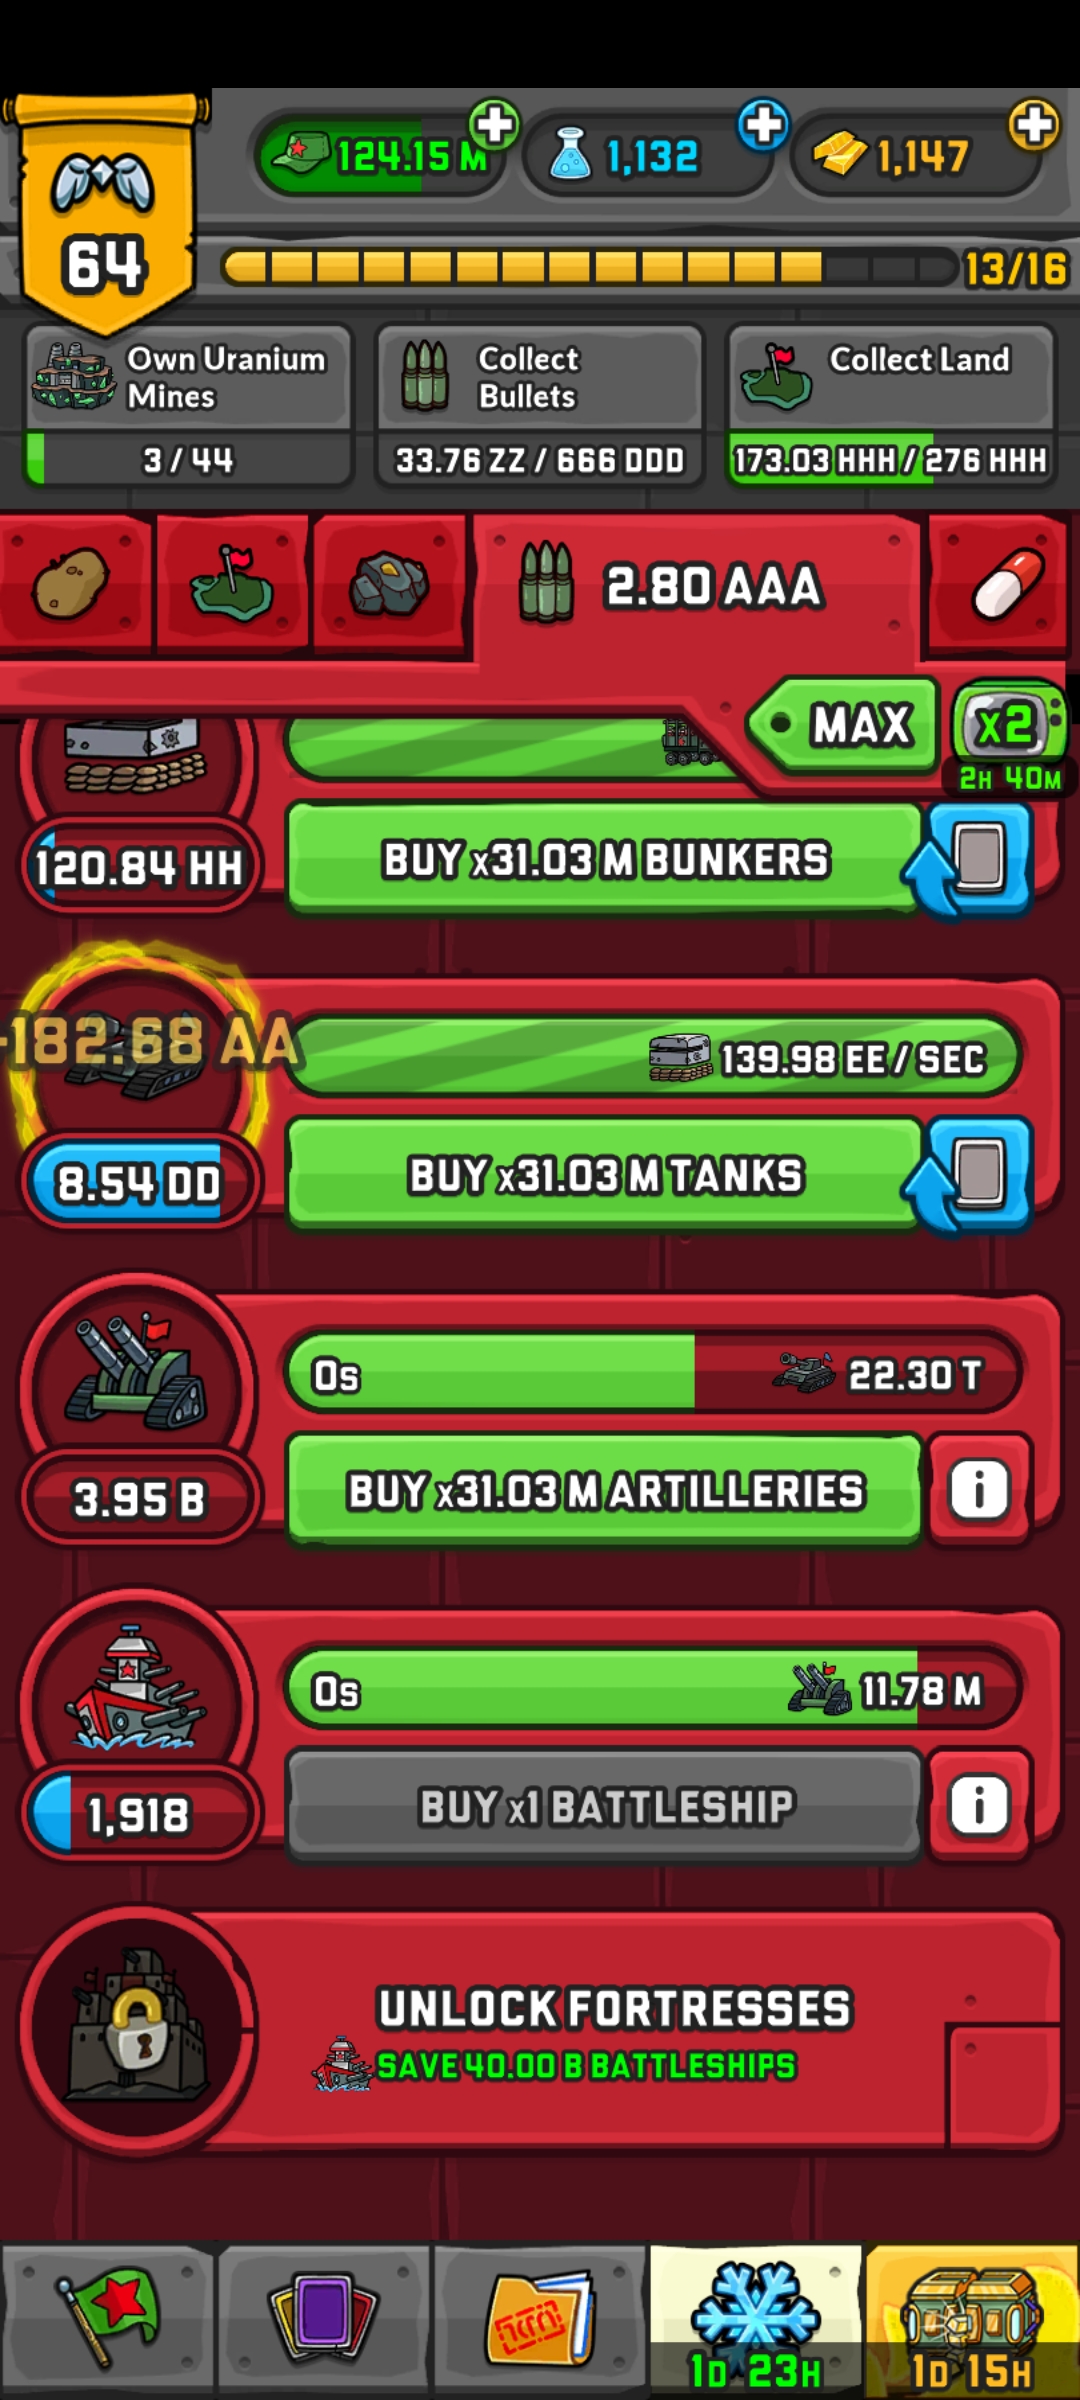 124.15 M
1,132
1,147
64
13/16
Own Uranium
Mines
3 / 44
Collect
Bullets
33.76 ZZ / 666 DDD
Collect Land
173.03 HHH / 276 HHH
2.80 AAA
MAX
x2
2H 40M
120.84 HH
BUY x31.03 M BUNKERS
-182.68 AA
139.98 EE / SEC
8.54 DD
BUY x31.03 M TANKS
0s
22.30 T
3.95 B
BUY x31.03 M ARTILLERIES
i
0s
11.78 M
1,918
BUY x1 BATTLESHIP
i
UNLOCK FORTRESSES
SAVE 40.00 B BATTLESHIPS
1D 23H
1D 15H